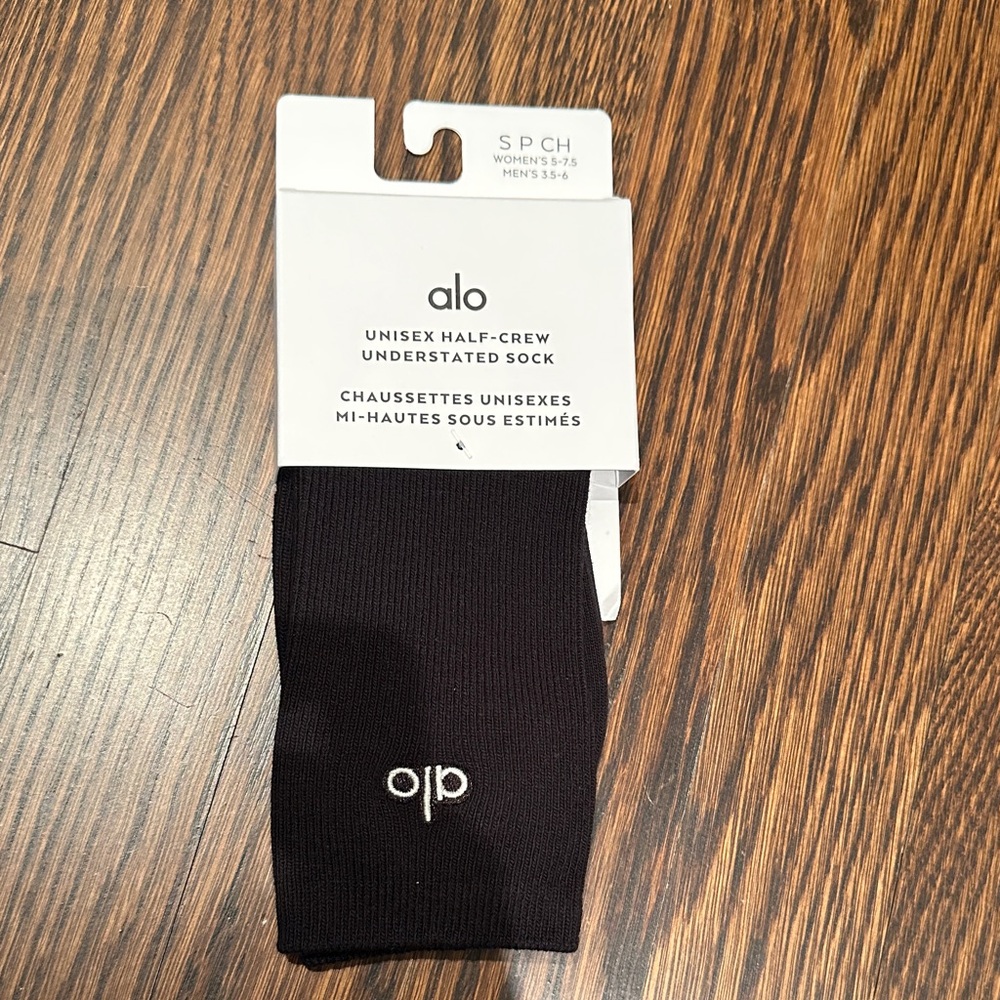 S P CH
WOMEN'S 5-7.5
MEN'S 3.5-6
alo
UNISEX HALF-CREW
UNDERSTATED SOCK
CHAUSSETTES UNISEXES
MI-HAUTES SOUS ESTIMÉS
alo